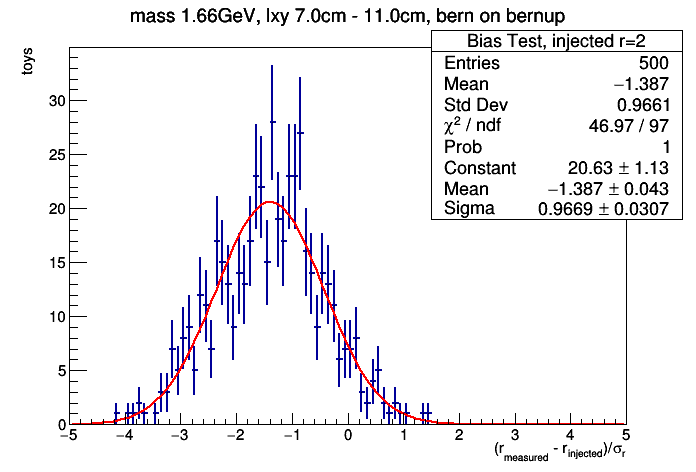 mass 1.66GeV, lxy 7.0cm - 11.0cm, bern on bernup
toys
Bias Test, injected r=2
Entries 500
Mean −1.387
Std Dev 0.9661
χ² / ndf 46.97 / 97
Prob 1
Constant 20.63 ± 1.13
Mean −1.387 ± 0.043
Sigma 0.9669 ± 0.0307
30
25
20
15
10
5
0
−5 −4 −3 −2 −1 0 1 2 3 4 5
(r_measured - r_injected)/σ_r